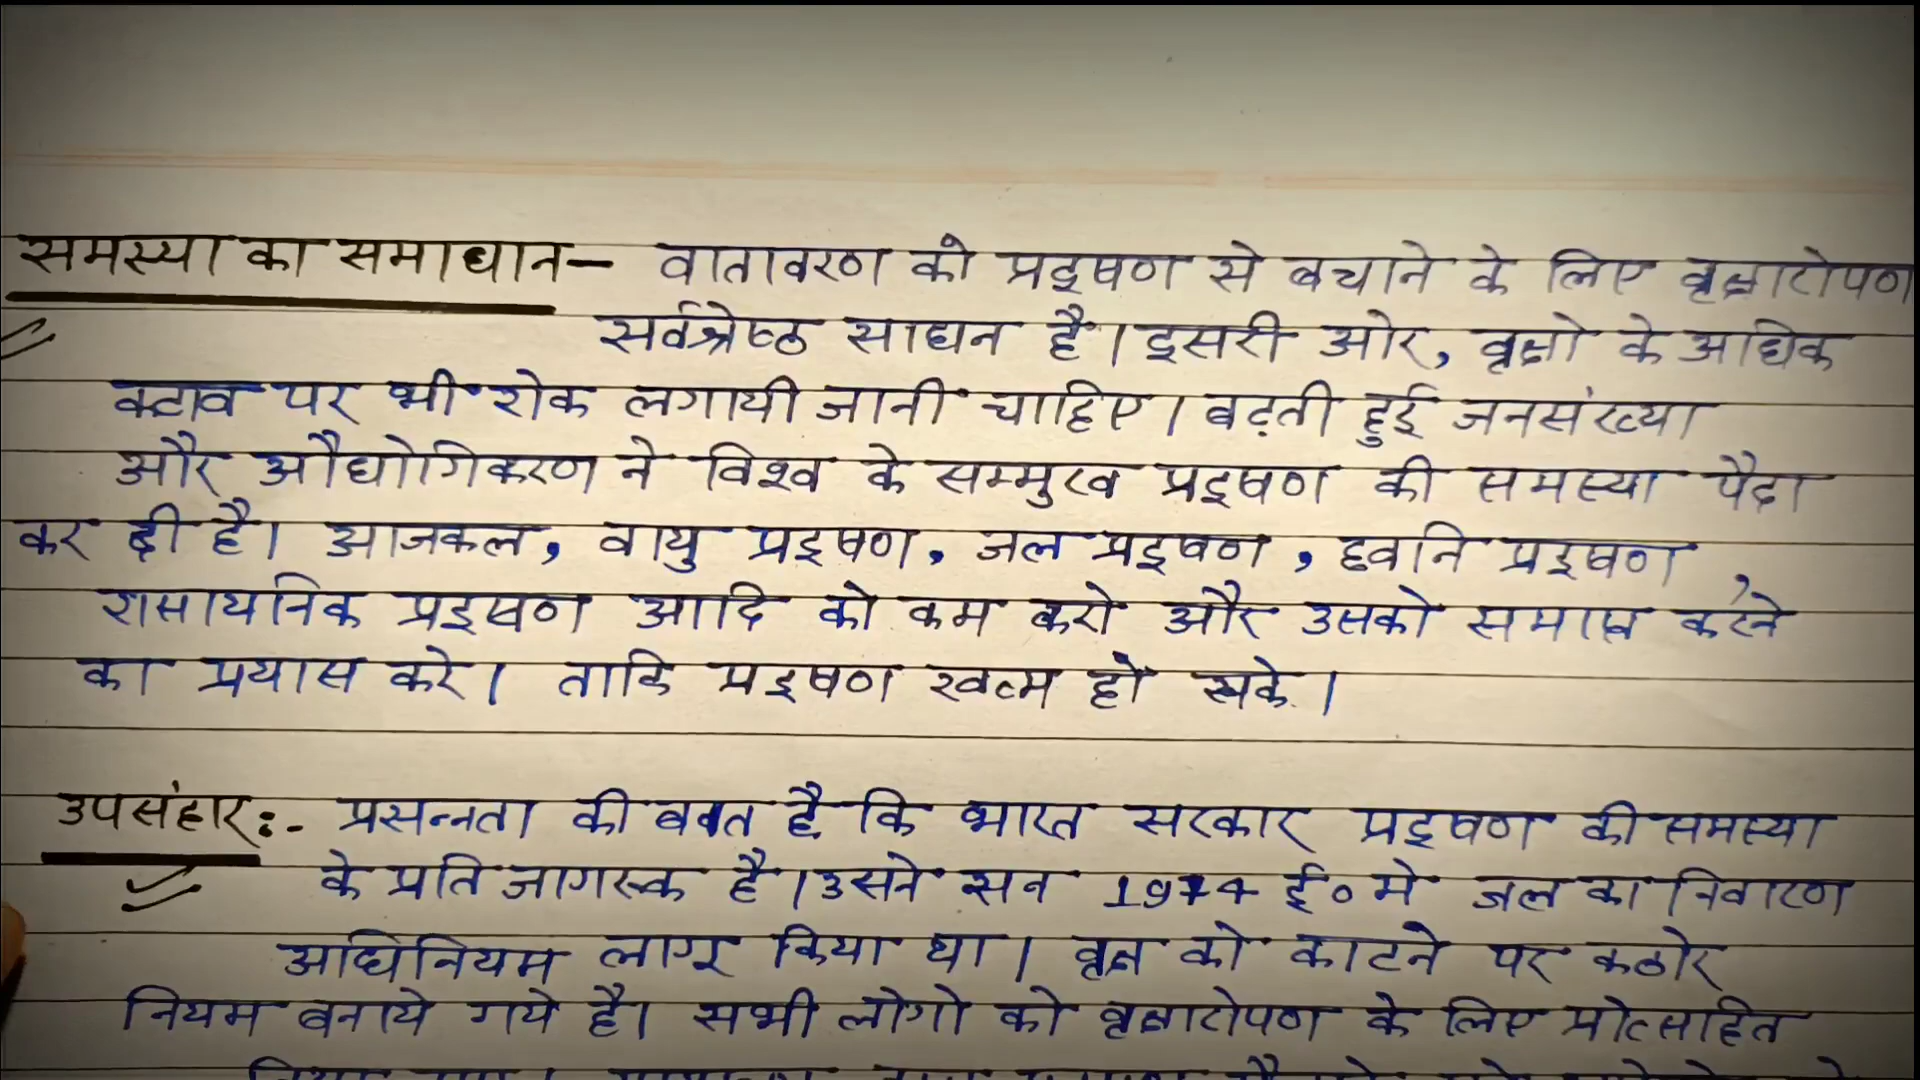 समस्या का समाधान- वातावरण को प्रदूषण से बचाने के लिए वृक्षारोपण
सर्वश्रेष्ठ साधन है। दूसरी ओर, वृक्षो के अधिक
कटाव पर भी रोक लगायी जानी चाहिए। बढ़ती हुई जनसंख्या
और औद्योगिकरण ने विश्व के सम्मुख प्रदूषण की समस्या पैदा
कर दी है। आजकल, वायु प्रदूषण, जल प्रदूषण, ध्वनि प्रदूषण,
रासायनिक प्रदूषण आदि को कम करो और उसको समाप्त करने
का प्रयास करे। ताकि प्रदूषण खत्म हो सके।
उपसंहार:- प्रसन्नता की बात है कि भारत सरकार प्रदूषण की समस्या
के प्रति जागरूक है। उसने सन 1974 ई० मे जल का निवारण
अधिनियम लागू किया था। वृक्ष को काटने पर कठोर
नियम बनाये गये है। सभी लोगो को वृक्षारोपण के लिए प्रोत्साहित